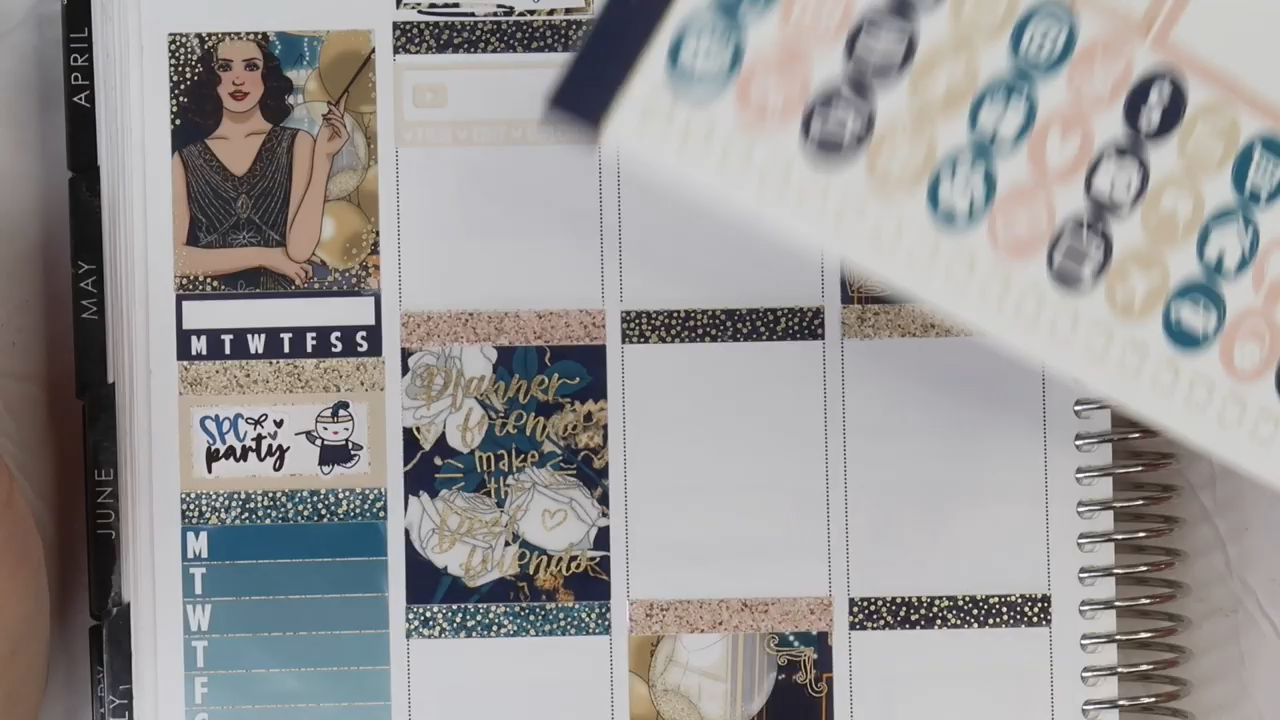 APRIL
MAY
JUNE
M T W T F S S
SPC
party
M
T
W
T
F
Planner
friends
make
the
best
friends